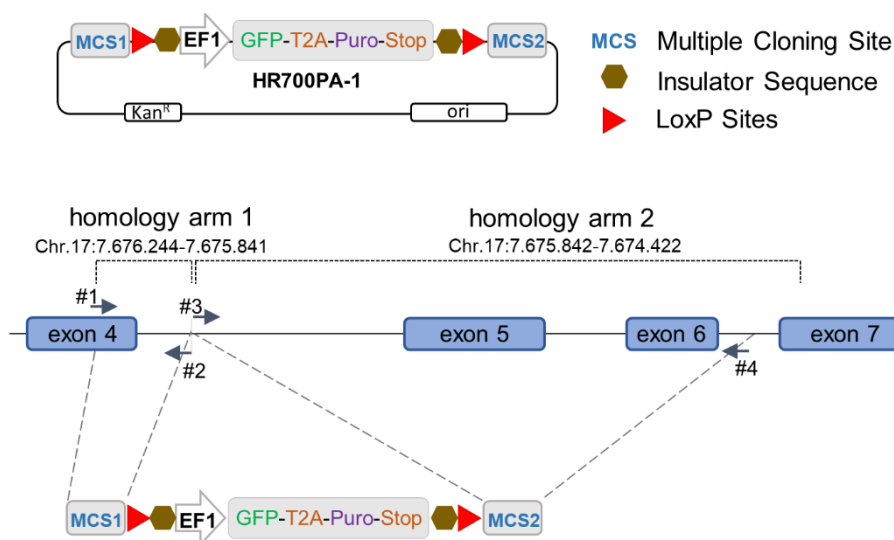 MCS1 EF1 GFP-T2A-Puro-Stop MCS2
HR700PA-1
Kan^R ori
MCS Multiple Cloning Site
Insulator Sequence
LoxP Sites
homology arm 1 homology arm 2
Chr.17:7.676.244-7.675.841 Chr.17:7.675.842-7.674.422
#1 #3
exon 4 exon 5 exon 6 exon 7
#2 #4
MCS1 EF1 GFP-T2A-Puro-Stop MCS2